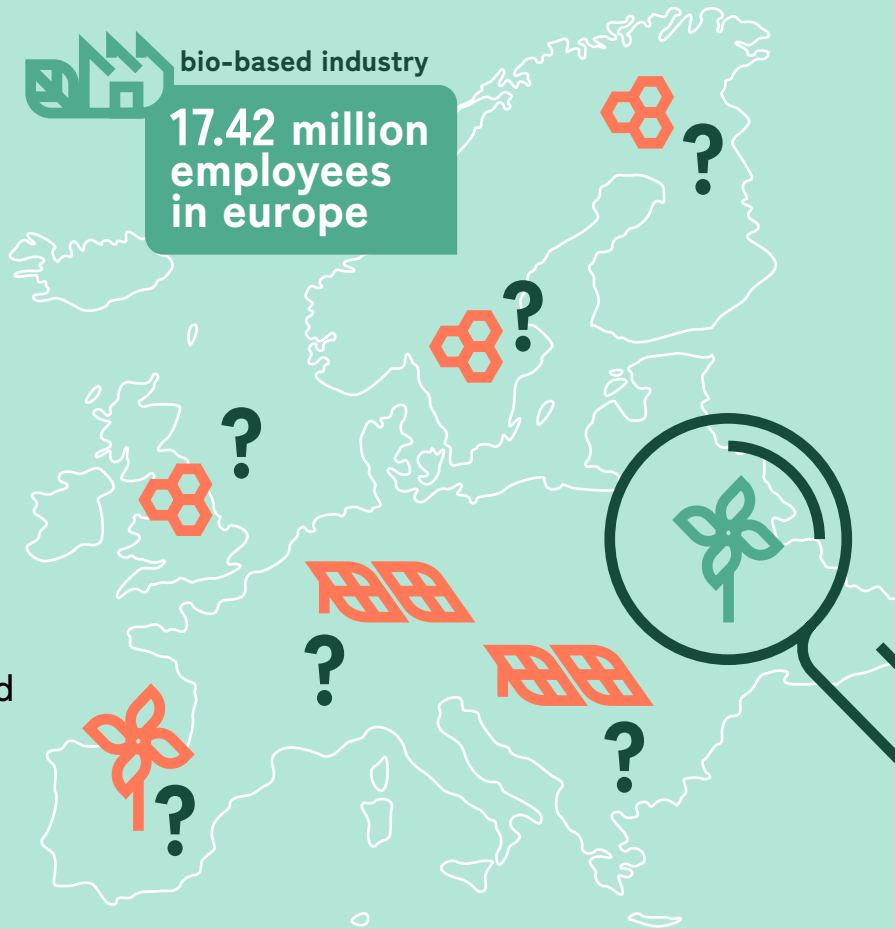 bio-based industry
17.42 million
employees
in europe
?
?
?
d
?
?
?